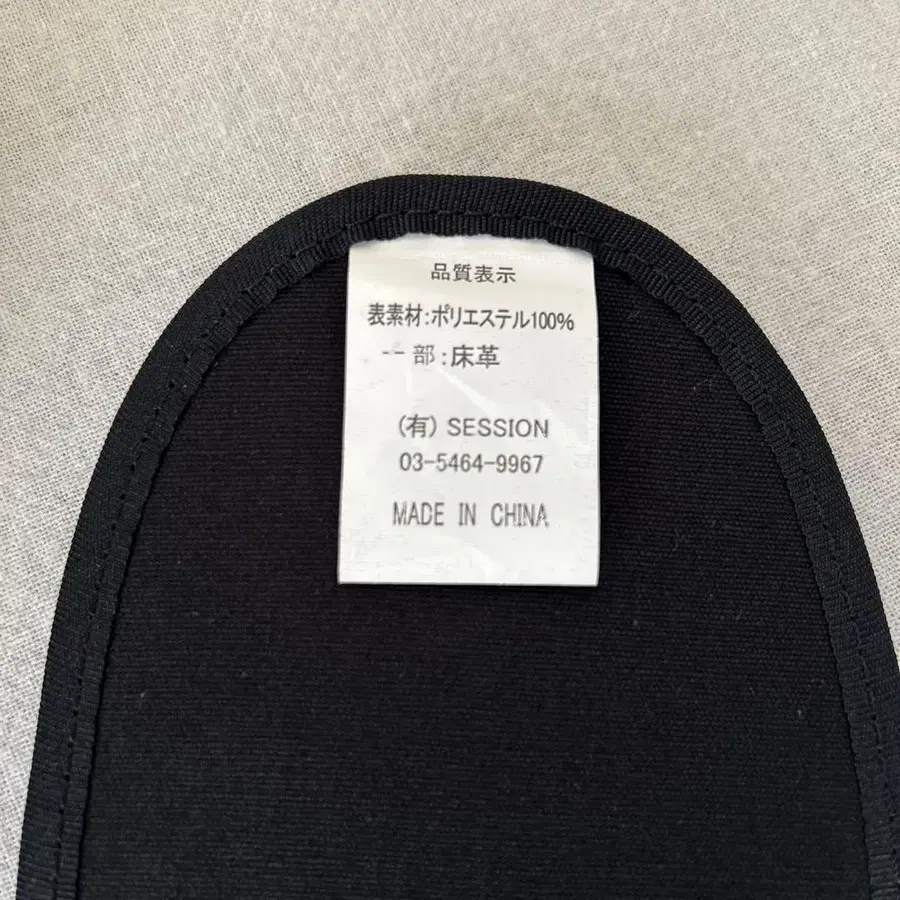 品質表示
表素材:ポリエステル100%
一部:床革
(有) SESSION
03-5464-9967
MADE IN CHINA